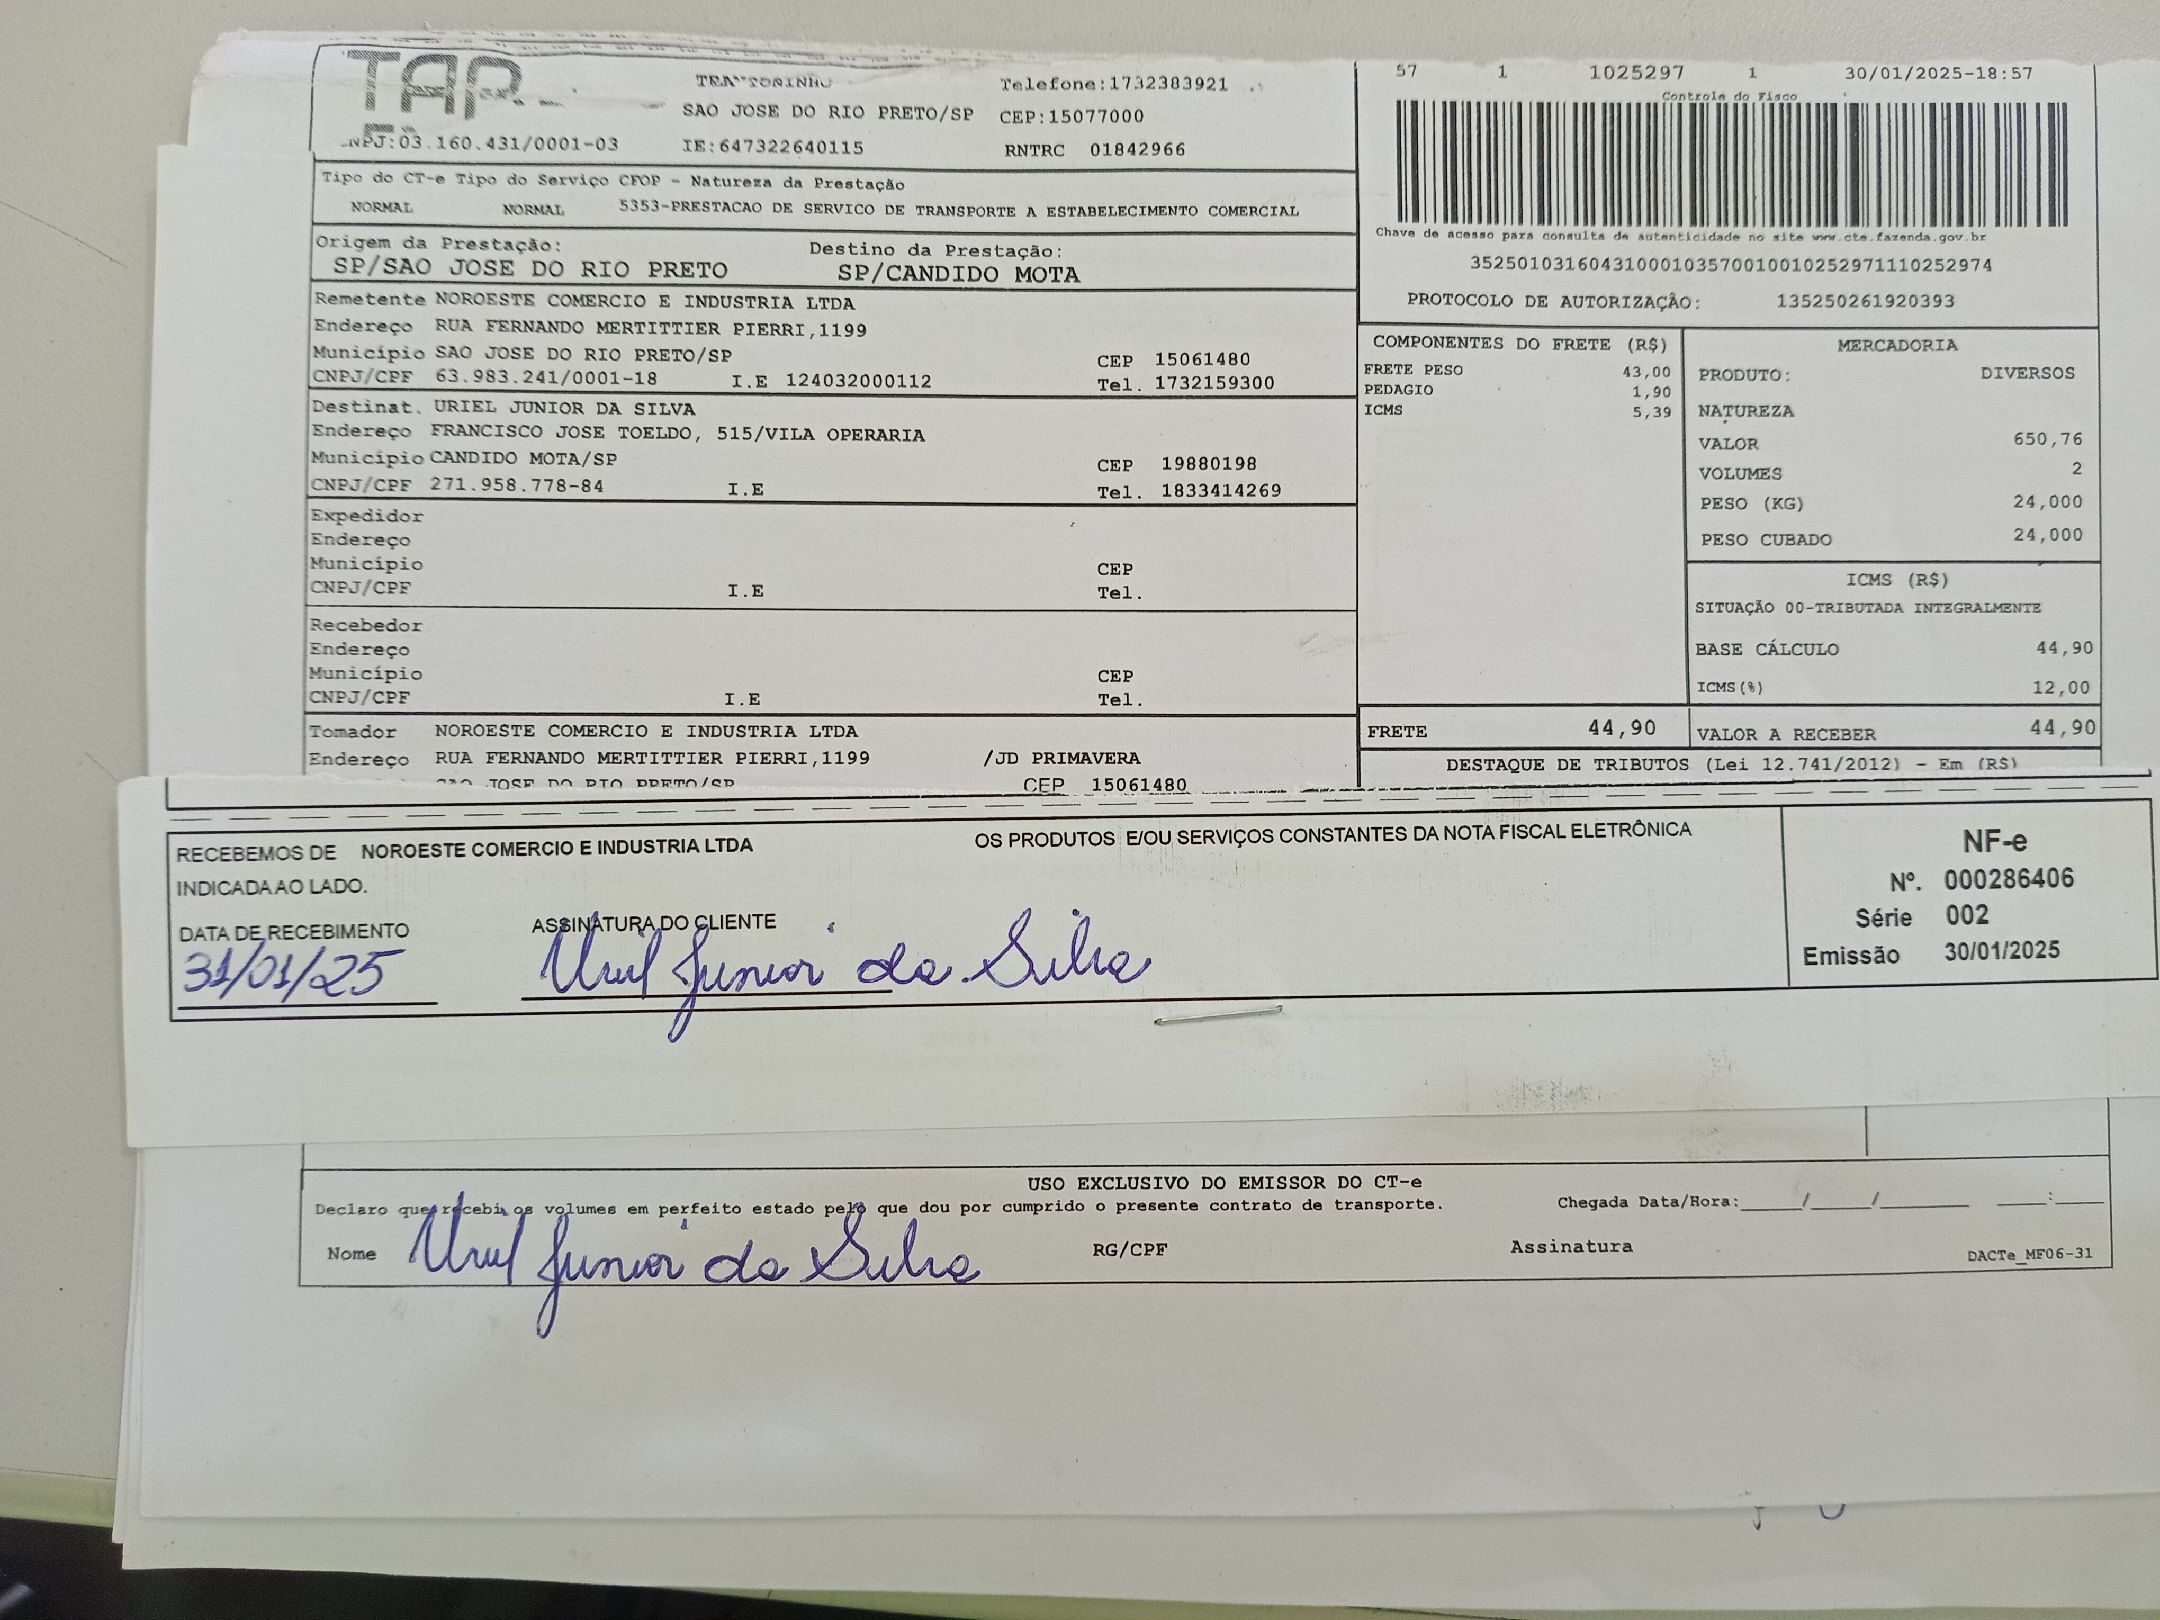 TAP
Telefone:1732383921
SAO JOSE DO RIO PRETO/SP CEP:15077000
NPJ:03.160.431/0001-03 IE:647322640115 RNTRC 01842966
57 1 1025297 1 30/01/2025-18:57
Controle do Fisco
Chave de acesso para consulta de autenticidade no site www.cte.fazenda.gov.br
35250103160431000103570010010252971110252974
PROTOCOLO DE AUTORIZAÇÃO: 135250261920393
Tipo do CT-e Tipo do Serviço CFOP - Natureza da Prestação
NORMAL NORMAL 5353-PRESTACAO DE SERVICO DE TRANSPORTE A ESTABELECIMENTO COMERCIAL
Origem da Prestação: Destino da Prestação:
SP/SAO JOSE DO RIO PRETO SP/CANDIDO MOTA
Remetente NOROESTE COMERCIO E INDUSTRIA LTDA
Endereço RUA FERNANDO MERTITTIER PIERRI,1199
Município SAO JOSE DO RIO PRETO/SP CEP 15061480
CNPJ/CPF 63.983.241/0001-18 I.E 124032000112 Tel. 1732159300
Destinat. URIEL JUNIOR DA SILVA
Endereço FRANCISCO JOSE TOELDO, 515/VILA OPERARIA
Município CANDIDO MOTA/SP CEP 19880198
CNPJ/CPF 271.958.778-84 I.E Tel. 1833414269
Expedidor
Endereço
Município CEP
CNPJ/CPF I.E Tel.
Recebedor
Endereço
Município CEP
CNPJ/CPF I.E Tel.
Tomador NOROESTE COMERCIO E INDUSTRIA LTDA
Endereço RUA FERNANDO MERTITTIER PIERRI,1199 /JD PRIMAVERA
SAO JOSE DO RIO PRETO/SP CEP 15061480
COMPONENTES DO FRETE (R$)
FRETE PESO 43,00
PEDAGIO 1,90
ICMS 5,39
FRETE 44,90
MERCADORIA
PRODUTO: DIVERSOS
NATUREZA
VALOR 650,76
VOLUMES 2
PESO (KG) 24,000
PESO CUBADO 24,000
ICMS (R$)
SITUAÇÃO 00-TRIBUTADA INTEGRALMENTE
BASE CÁLCULO 44,90
ICMS(%) 12,00
VALOR A RECEBER 44,90
DESTAQUE DE TRIBUTOS (Lei 12.741/2012) - Em (R$)
RECEBEMOS DE NOROESTE COMERCIO E INDUSTRIA LTDA OS PRODUTOS E/OU SERVIÇOS CONSTANTES DA NOTA FISCAL ELETRÔNICA
INDICADA AO LADO.
DATA DE RECEBIMENTO ASSINATURA DO CLIENTE
31/01/25 Uriel Junior da Silva
NF-e
Nº. 000286406
Série 002
Emissão 30/01/2025
USO EXCLUSIVO DO EMISSOR DO CT-e
Declaro que recebi os volumes em perfeito estado pelo que dou por cumprido o presente contrato de transporte. Chegada Data/Hora:____/____/______ ____:____
Nome Uriel Junior da Silva RG/CPF Assinatura DACTe_MF06-31